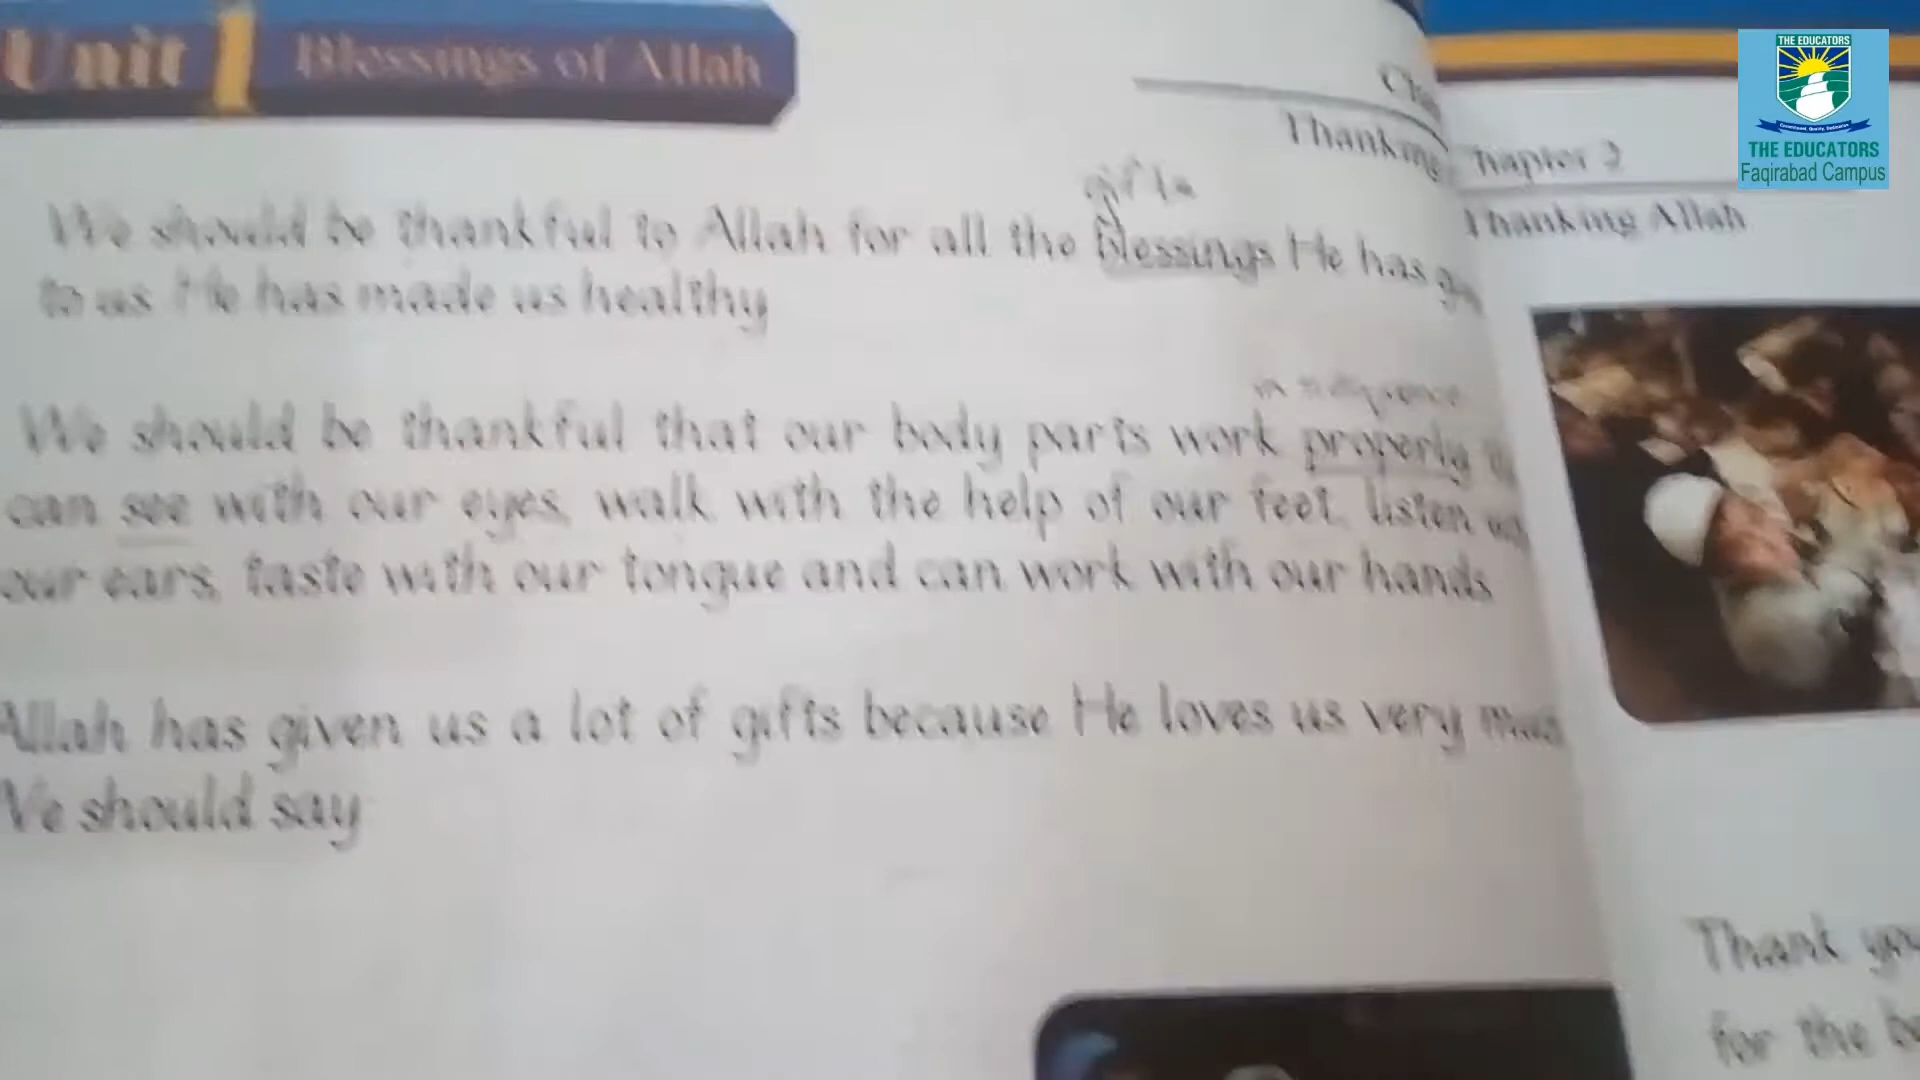 Unit 1 Blessings of Allah
Thanking
gifts
We should be thankful to Allah for all the blessings He has
to us He has made us healthy
We should be thankful that our body parts work properly
can see with our eyes, walk with the help of our feet, listen
our ears, taste with our tongue and can work with our hands
Allah has given us a lot of gifts because He loves us very much
We should say
Chapter 2
Thanking Allah
Thank you
for the
THE EDUCATORS
THE EDUCATORS
Faqirabad Campus